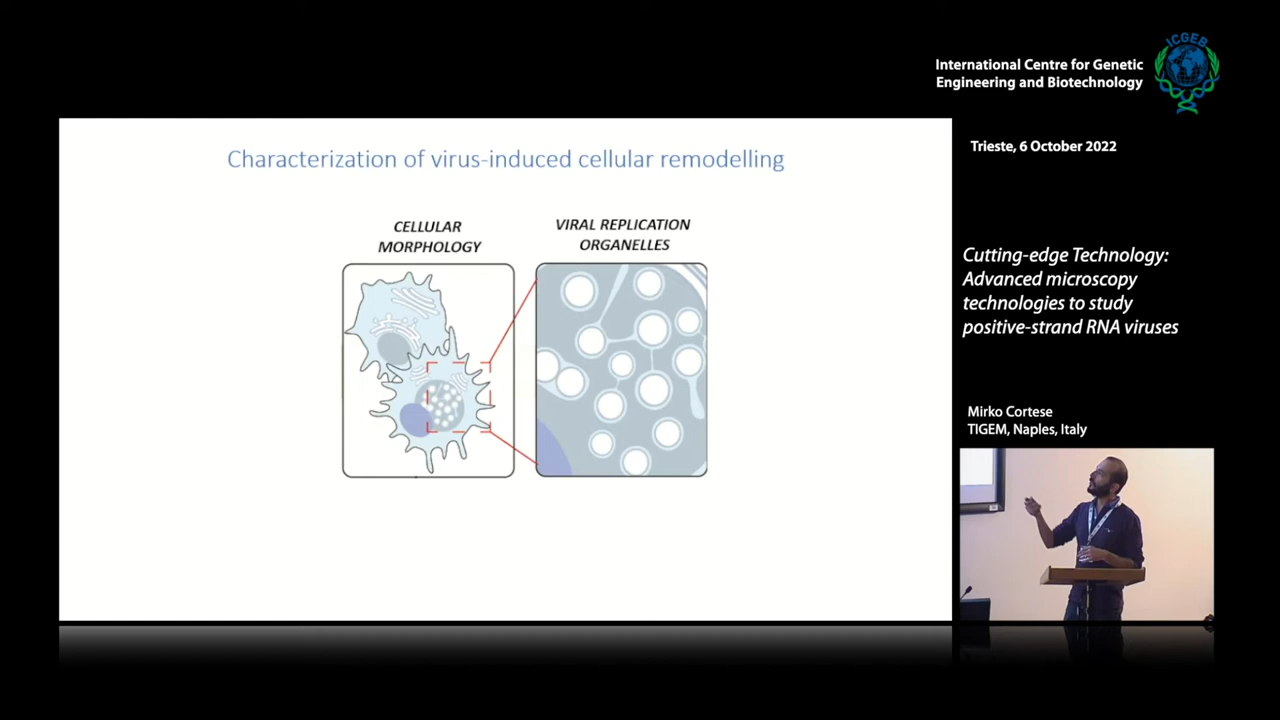 ICGEB
International Centre for Genetic
Engineering and Biotechnology
Characterization of virus-induced cellular remodelling
CELLULAR
MORPHOLOGY
VIRAL REPLICATION
ORGANELLES
Trieste, 6 October 2022
Cutting-edge Technology:
Advanced microscopy
technologies to study
positive-strand RNA viruses
Mirko Cortese
TIGEM, Naples, Italy